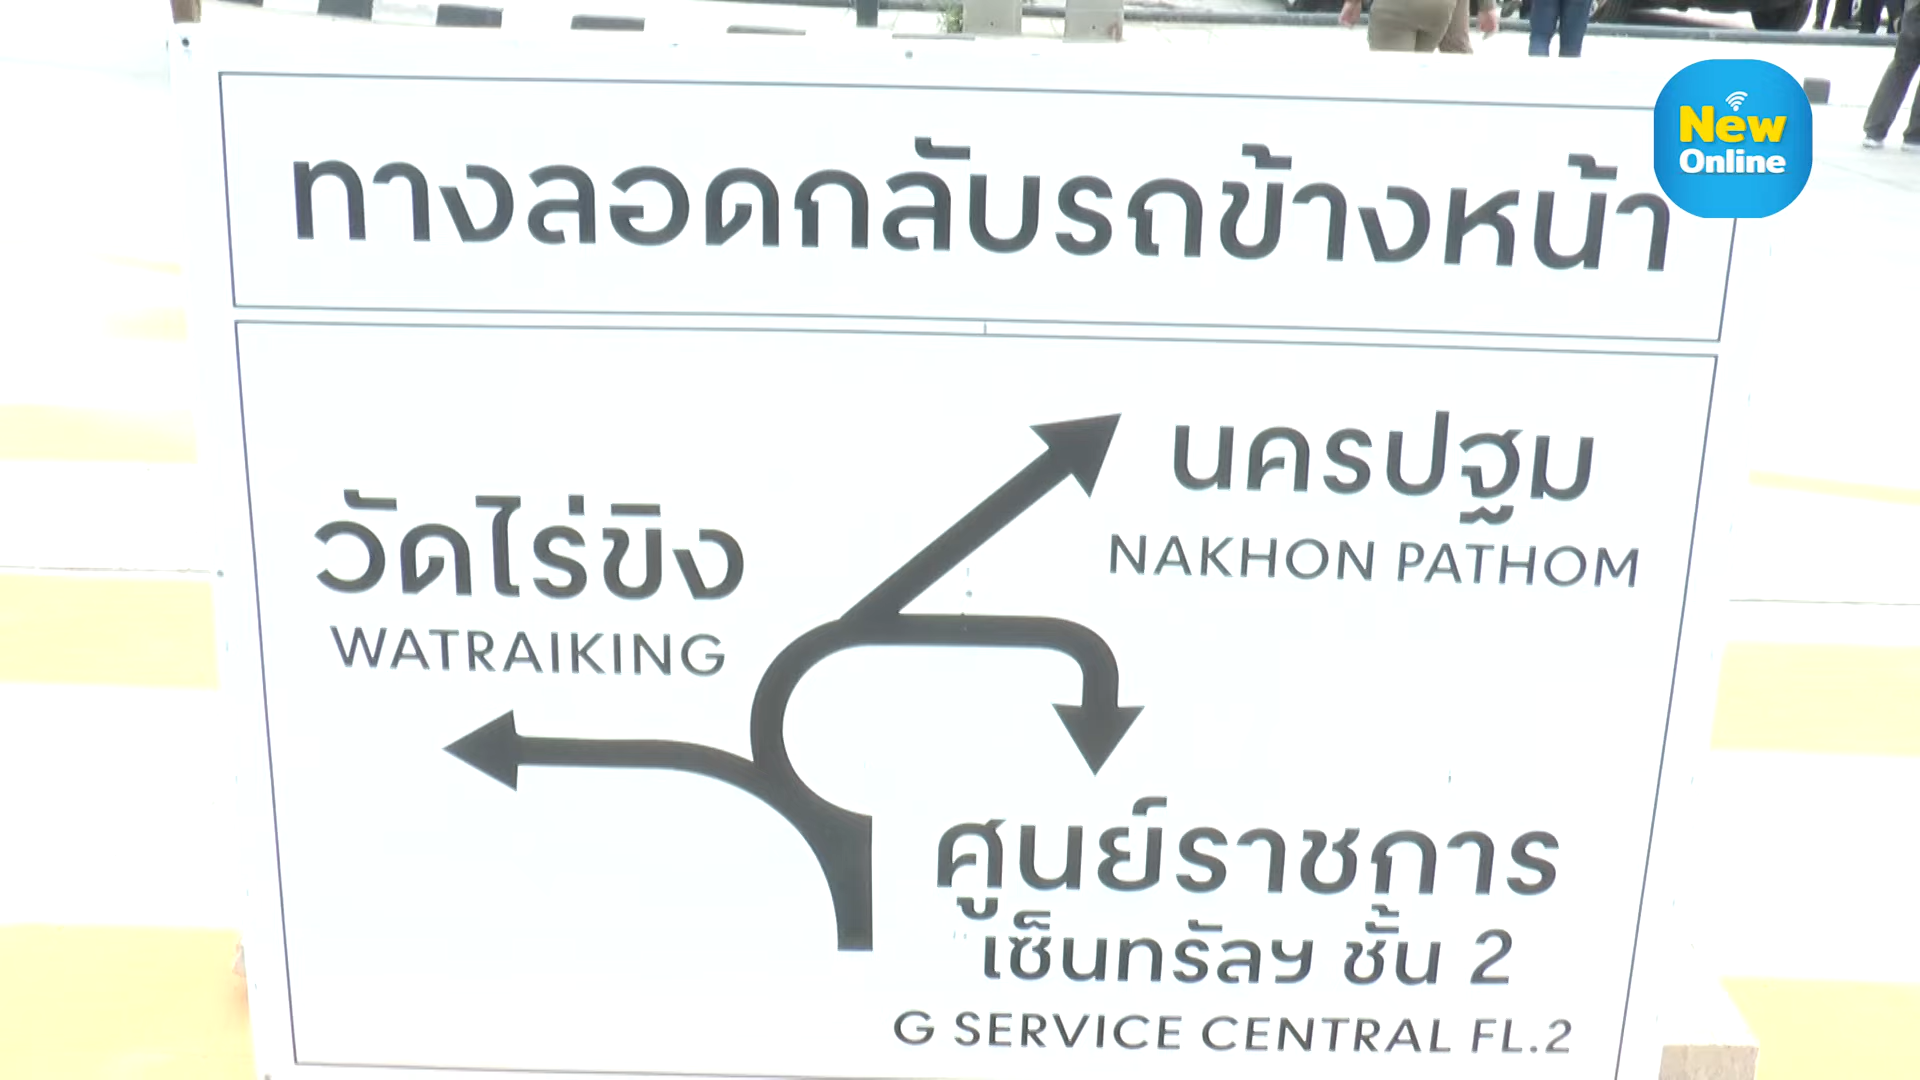 New
Online
ทางลอดกลับรถข้างหน้า
นครปฐม
NAKHON PATHOM
วัดไร่ขิง
WATRAIKING
ศูนย์ราชการ
เซ็นทรัลฯ ชั้น 2
G SERVICE CENTRAL FL.2